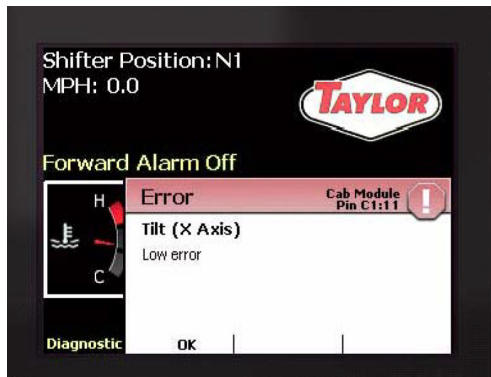 Shifter Position: N1
MPH: 0.0
TAYLOR
Forward Alarm Off
H
C
Error
Cab Module
Pin C1:11
!
Tilt (X Axis)
Low error
Diagnostic
OK